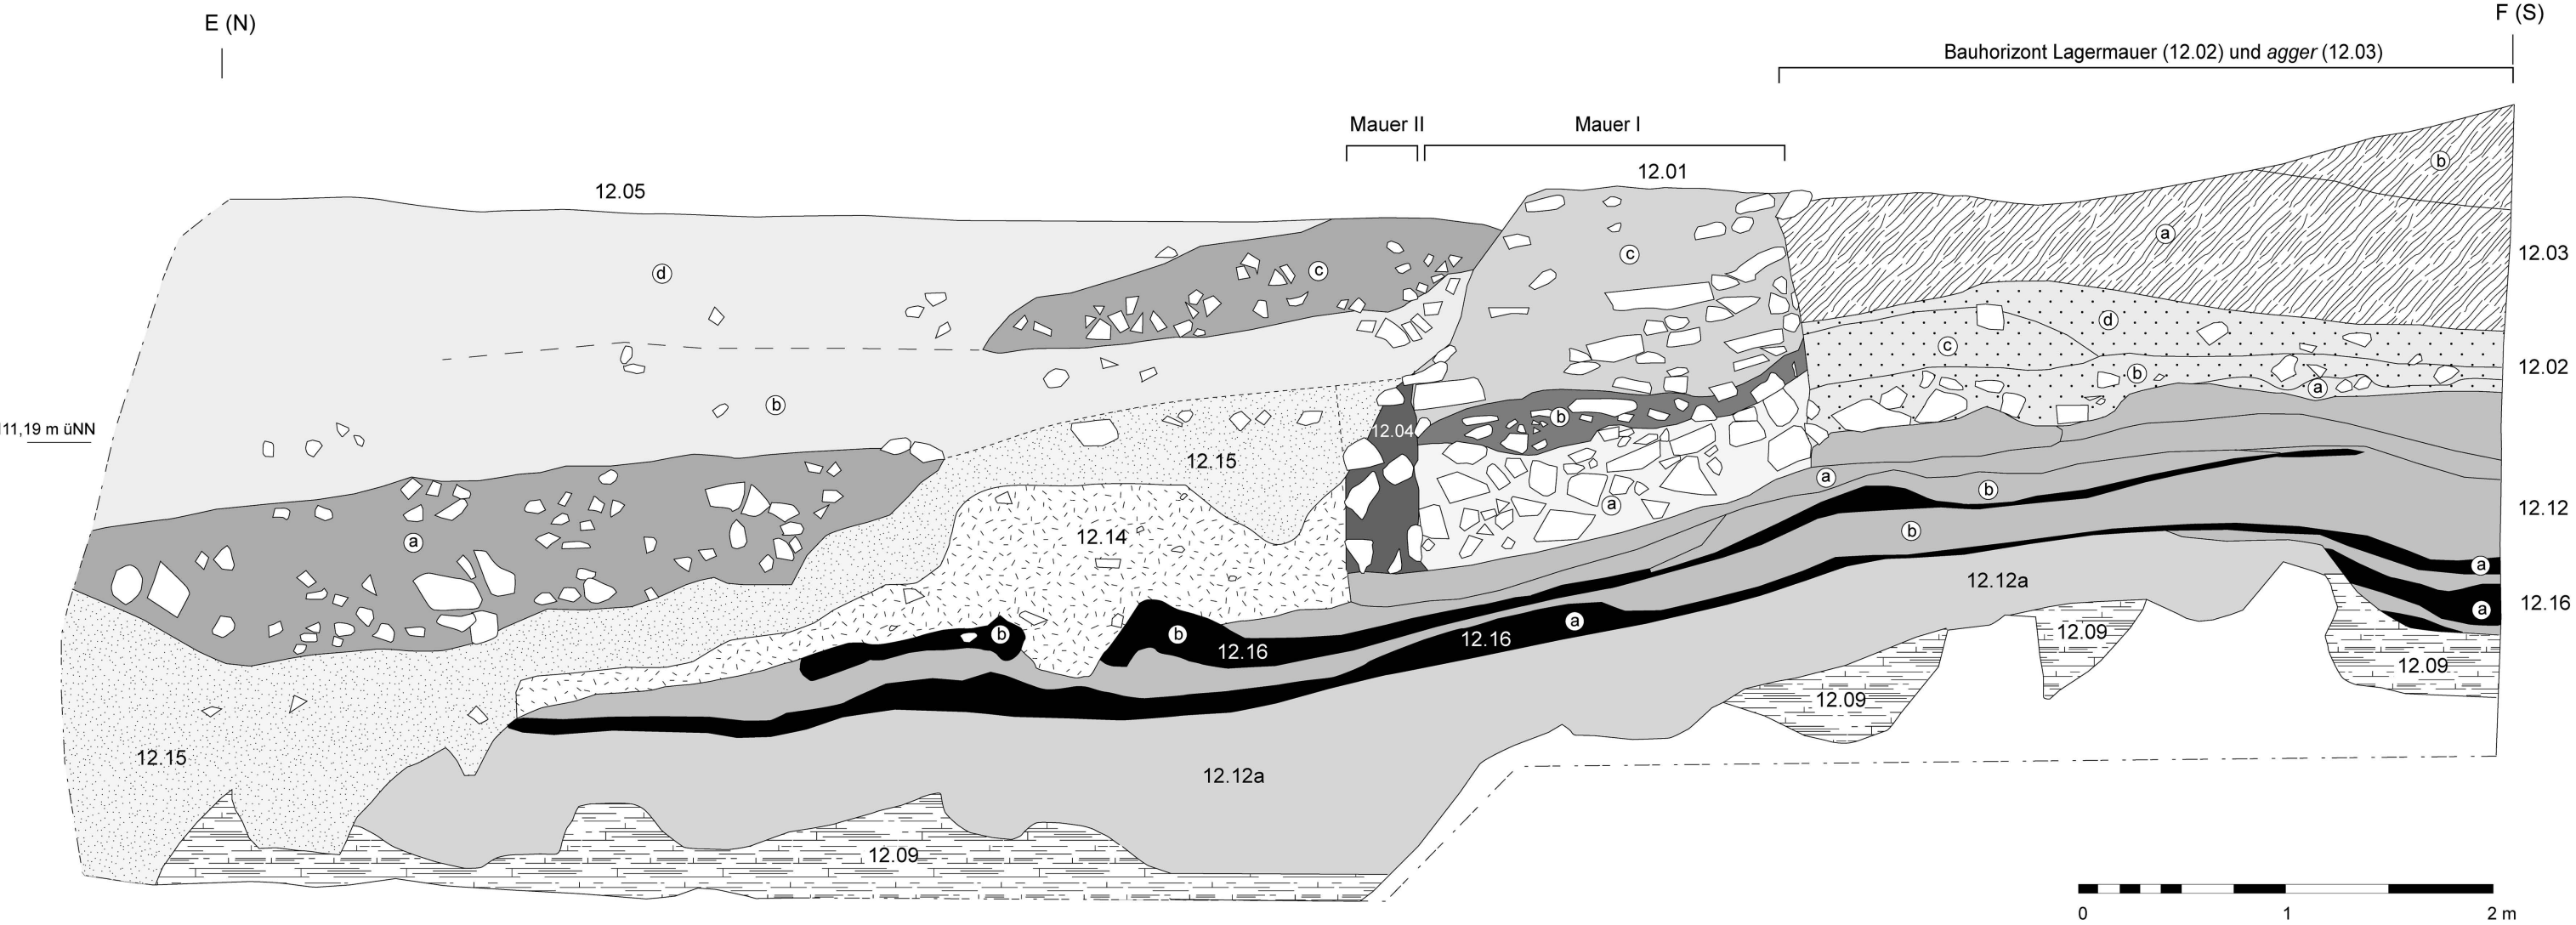 E (N)
F (S)
Bauhorizont Lagermauer (12.02) und agger (12.03)
Mauer II
Mauer I
12.01
12.05
b
a
c
d
c
12.03
d
c
12.02
b
a
b
b
12.04
111,19 m üNN
12.15
a
b
a
12.12
b
12.14
a
a
12.12a
12.16
a
a
b
b
12.16
12.16
12.09
12.09
12.09
12.15
12.12a
12.09
0
1
2 m